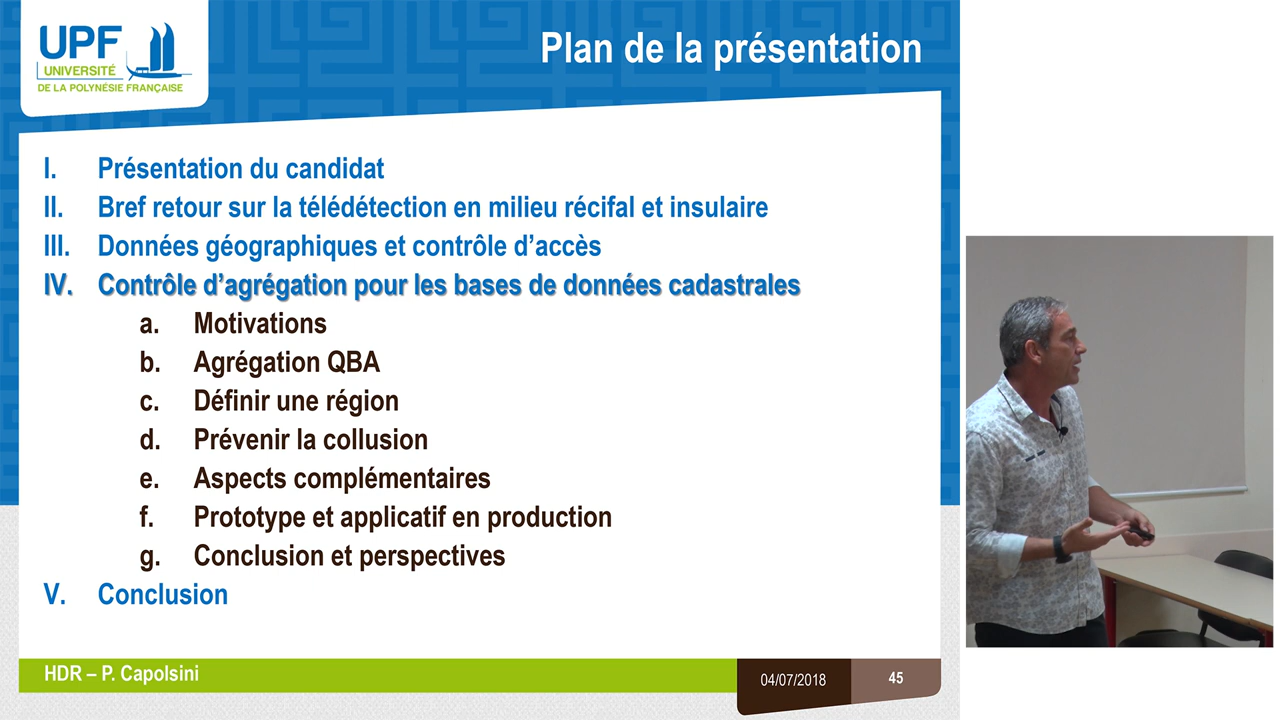 UPF
UNIVERSITÉ
DE LA POLYNÉSIE FRANÇAISE
Plan de la présentation
I. Présentation du candidat
II. Bref retour sur la télédétection en milieu récifal et insulaire
III. Données géographiques et contrôle d’accès
IV. Contrôle d’agrégation pour les bases de données cadastrales
a. Motivations
b. Agrégation QBA
c. Définir une région
d. Prévenir la collusion
e. Aspects complémentaires
f. Prototype et applicatif en production
g. Conclusion et perspectives
V. Conclusion
HDR – P. Capolsini
04/07/2018
45